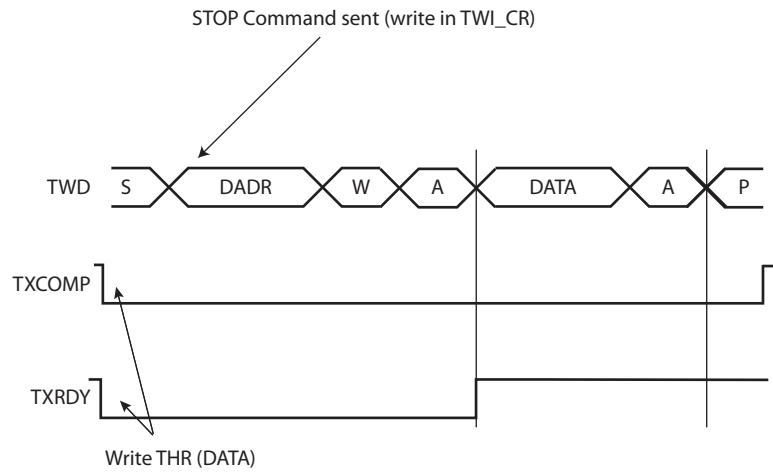 STOP Command sent (write in TWI_CR)
TWD S DADR W A DATA A P
TXCOMP
TXRDY
Write THR (DATA)